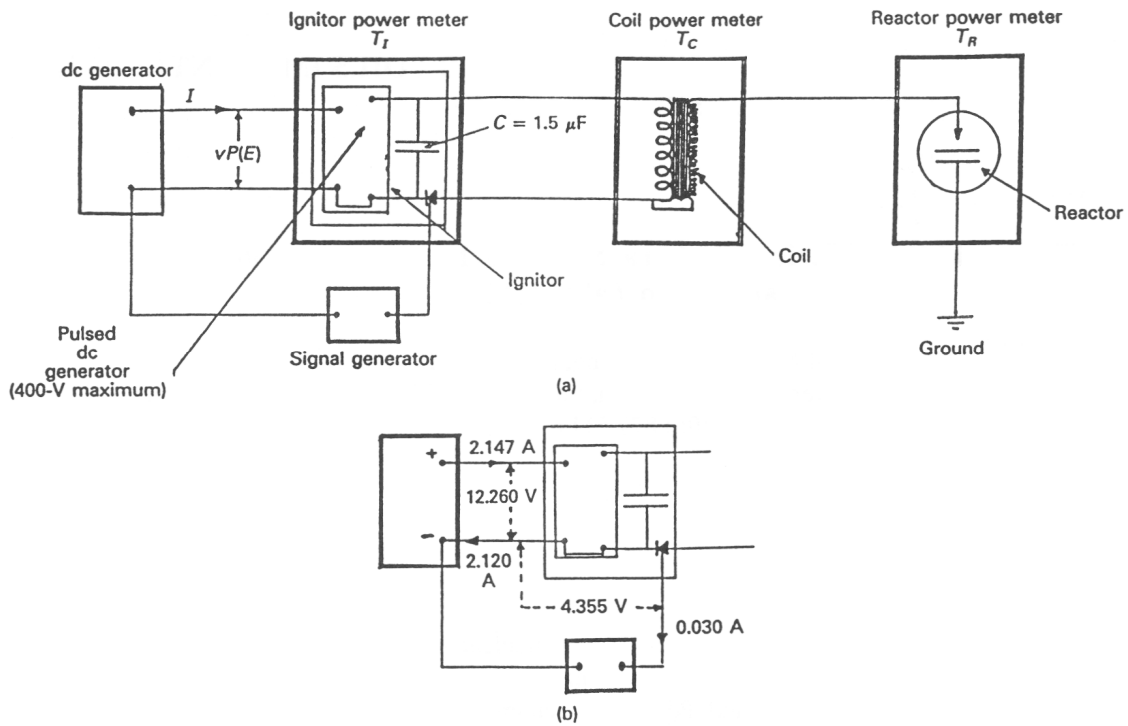 Ignitor power meter
T_I
Coil power meter
T_C
Reactor power meter
T_R
dc generator
I
vP(E)
C = 1.5 μF
Reactor
Coil
Ignitor
Pulsed
dc
generator
(400-V maximum)
Signal generator
Ground
(a)
+
2.147 A
12.260 V
−
2.120
A
4.355 V
0.030 A
(b)